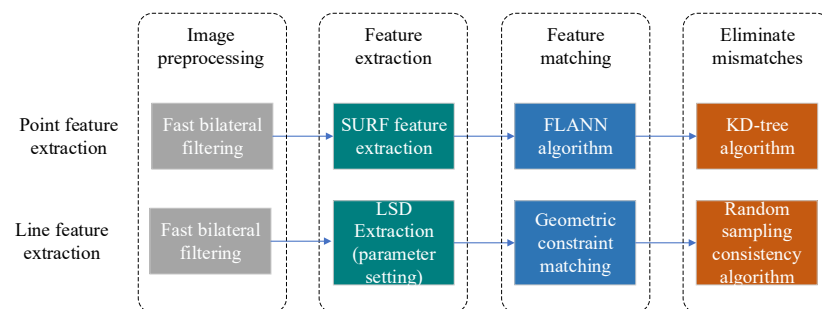 Image
preprocessing
Feature
extraction
Feature
matching
Eliminate
mismatches
Point feature
extraction
Fast bilateral
filtering
SURF feature
extraction
FLANN
algorithm
KD-tree
algorithm
Line feature
extraction
Fast bilateral
filtering
LSD
Extraction
(parameter
setting)
Geometric
constraint
matching
Random
sampling
consistency
algorithm